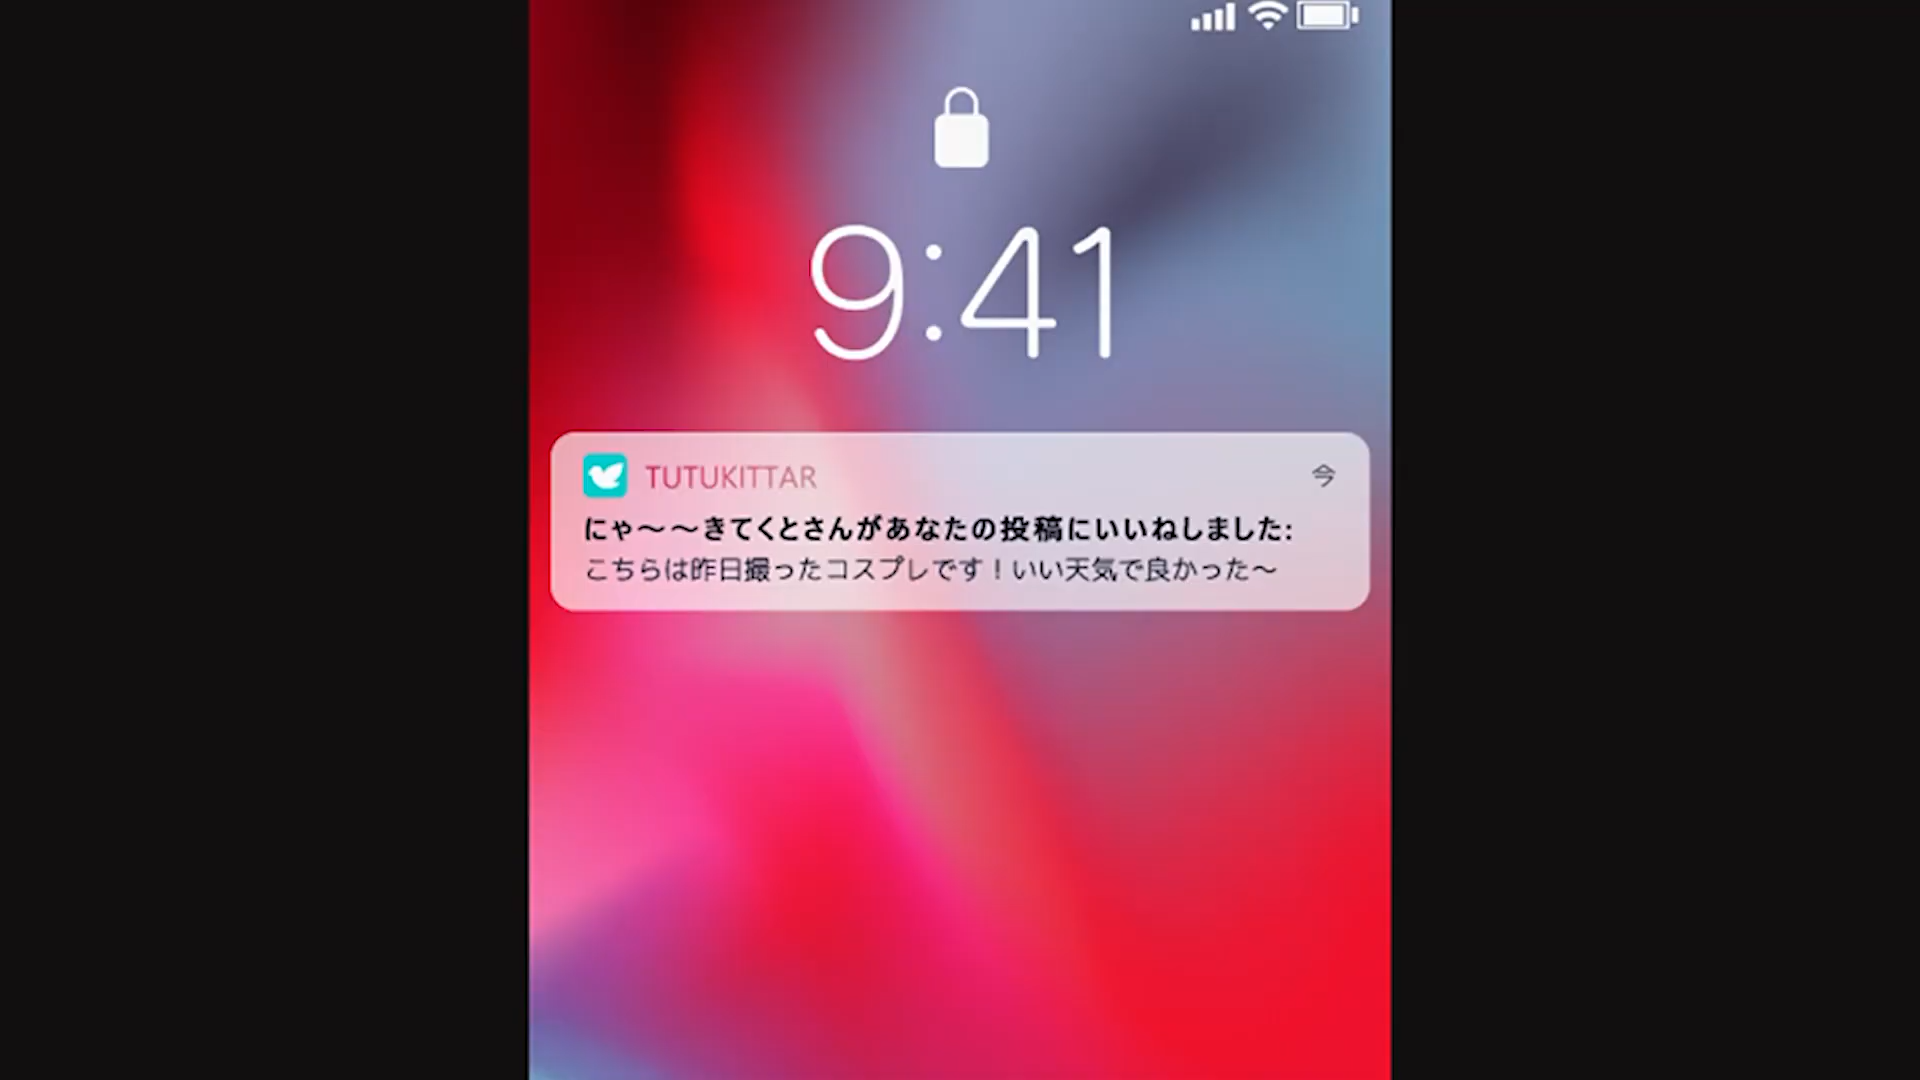 9:41
TUTUKITTAR 今
にゃ～～きてくとさんがあなたの投稿にいいねしました:
こちらは昨日撮ったコスプレです！いい天気で良かった～